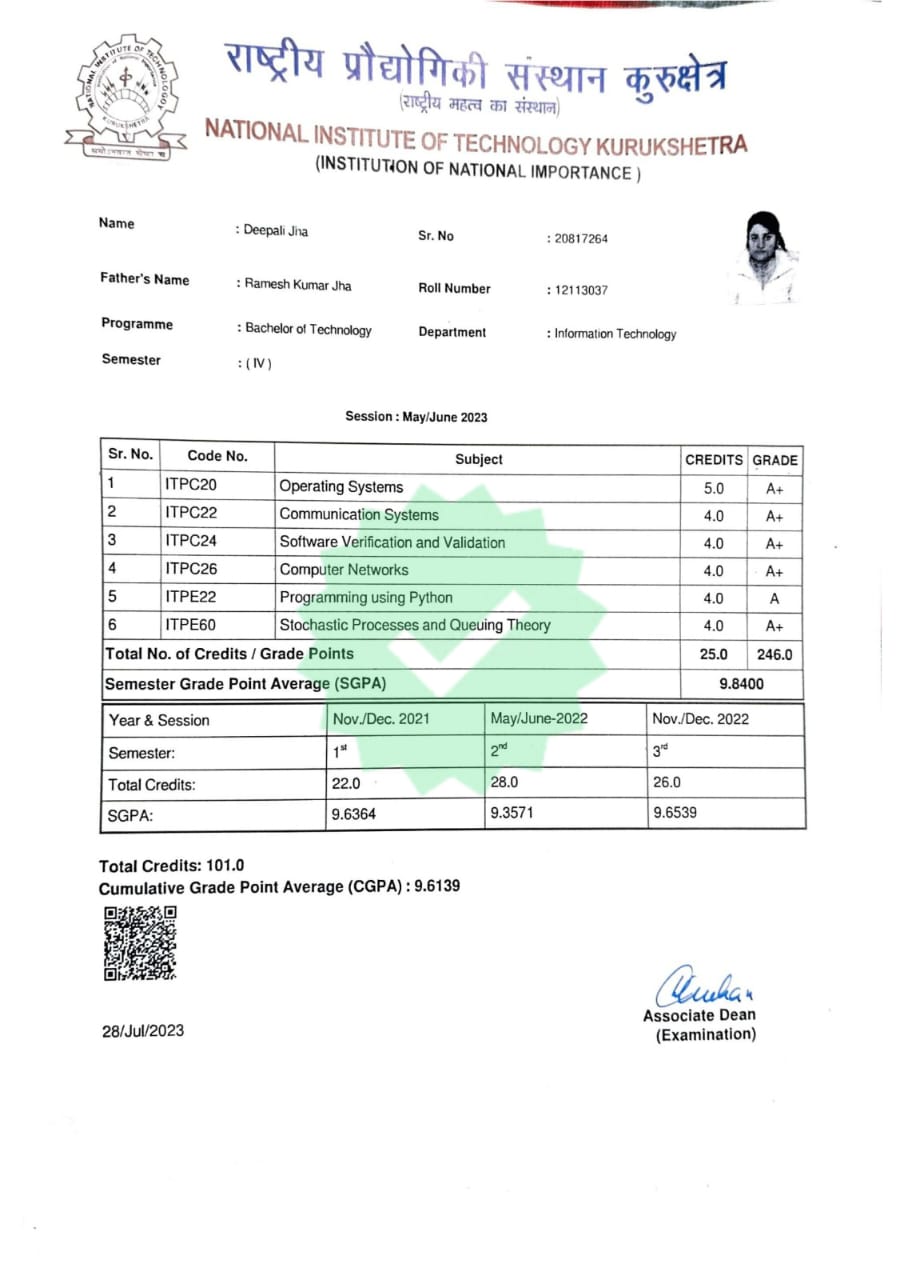 राष्ट्रीय प्रौद्योगिकी संस्थान कुरुक्षेत्र
(राष्ट्रीय महत्व का संस्थान)
NATIONAL INSTITUTE OF TECHNOLOGY KURUKSHETRA
(INSTITUTION OF NATIONAL IMPORTANCE )
NATIONAL INSTITUTE OF TECHNOLOGY
KURUKSHETRA
Name : Deepali Jha Sr. No : 20817264
Father's Name : Ramesh Kumar Jha Roll Number : 12113037
Programme : Bachelor of Technology Department : Information Technology
Semester : ( IV )
Session : May/June 2023
Sr. No. Code No. Subject CREDITS GRADE
1 ITPC20 Operating Systems 5.0 A+
2 ITPC22 Communication Systems 4.0 A+
3 ITPC24 Software Verification and Validation 4.0 A+
4 ITPC26 Computer Networks 4.0 A+
5 ITPE22 Programming using Python 4.0 A
6 ITPE60 Stochastic Processes and Queuing Theory 4.0 A+
Total No. of Credits / Grade Points 25.0 246.0
Semester Grade Point Average (SGPA) 9.8400
Year & Session Nov./Dec. 2021 May/June-2022 Nov./Dec. 2022
Semester: 1st 2nd 3rd
Total Credits: 22.0 28.0 26.0
SGPA: 9.6364 9.3571 9.6539
Total Credits: 101.0
Cumulative Grade Point Average (CGPA) : 9.6139
Associate Dean
(Examination)
28/Jul/2023